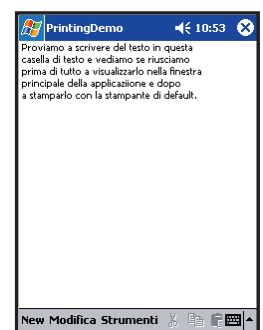 PrintingDemo 10:53
Proviamo a scrivere del testo in questa
casella di testo e vediamo se riusciamo
prima di tutto a visualizzarlo nella finestra
principale della applicaziione e dopo
a stamparlo con la stampante di default.
New Modifica Strumenti